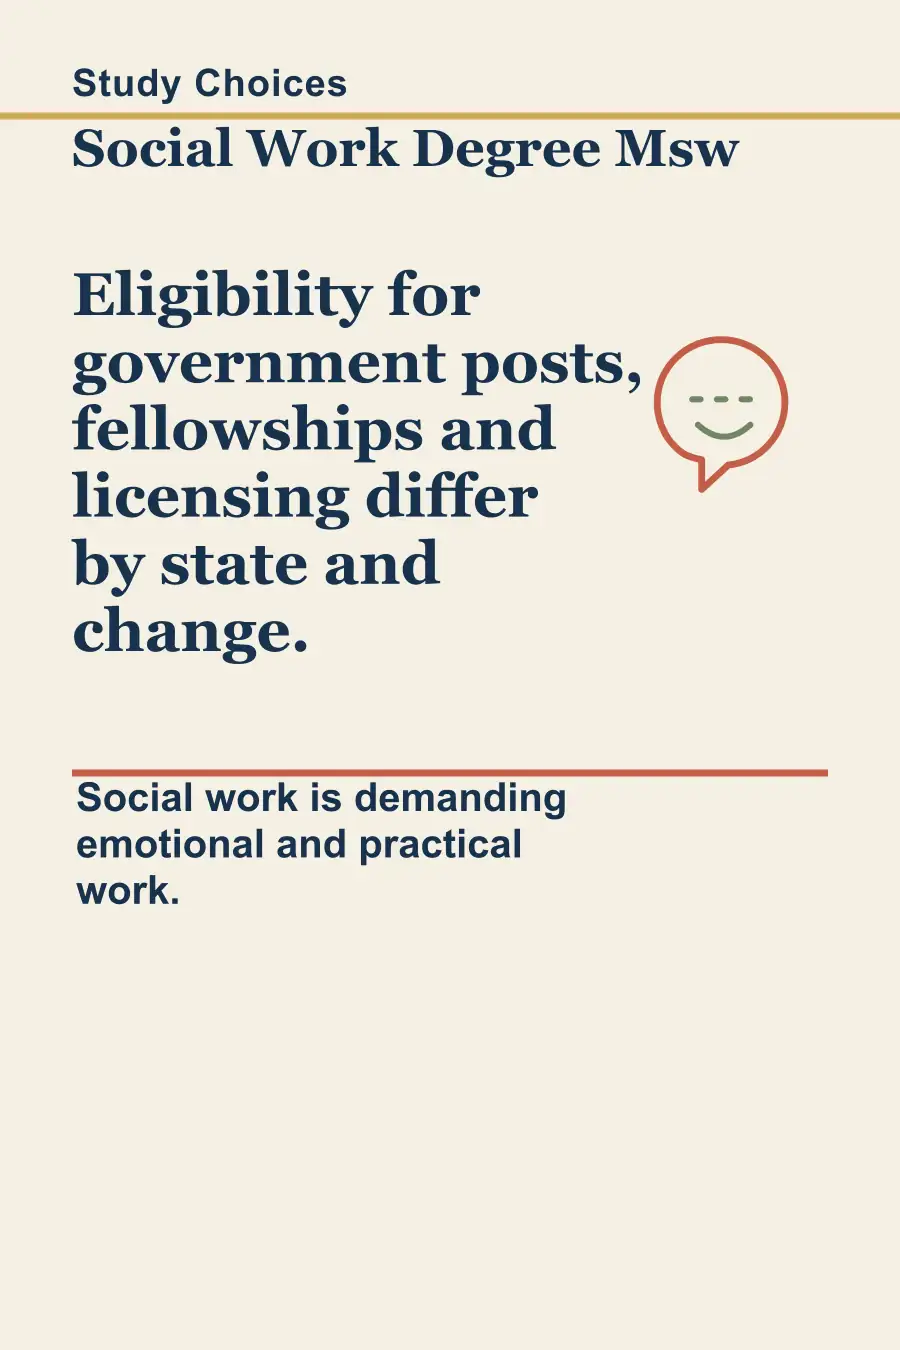 Study Choices
Social Work Degree Msw
Eligibility for
government posts,
fellowships and
licensing differ
by state and
change.
Social work is demanding
emotional and practical
work.